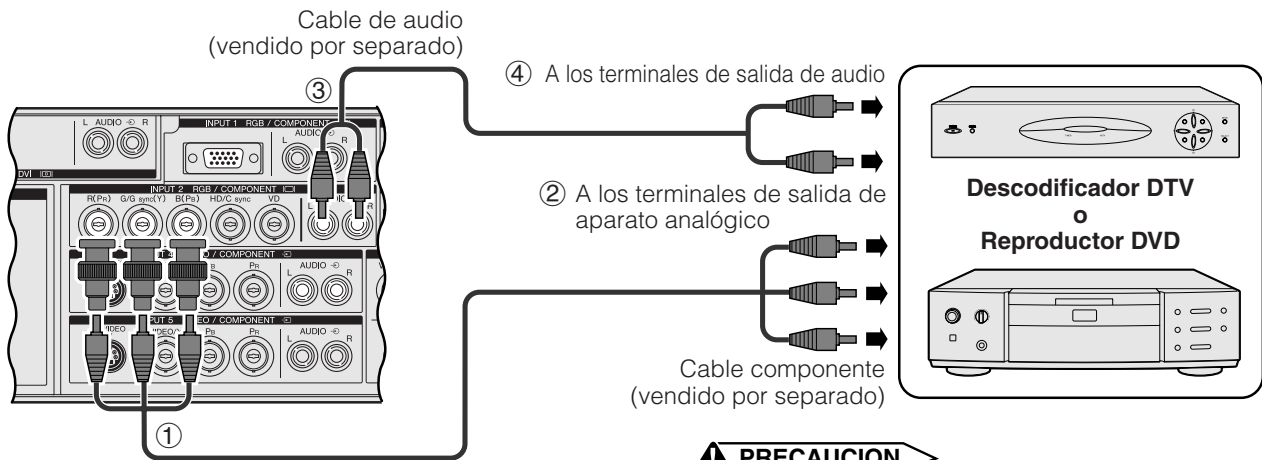 Cable de audio
(vendido por separado)
③
④ A los terminales de salida de audio
② A los terminales de salida de
aparato analógico
Descodificador DTV
o
Reproductor DVD
Cable componente
(vendido por separado)
①
PRECAUCION
L AUDIO R
INPUT 1 RGB / COMPONENT
L AUDIO R
DVI
INPUT 2 RGB / COMPONENT
R(PR) G/G sync(Y) B(PB) HD/C sync VD
L R
/ COMPONENT
PR
L AUDIO R
VIDEO
PUT 5 / COMPONENT
PB PR
L AUDIO R